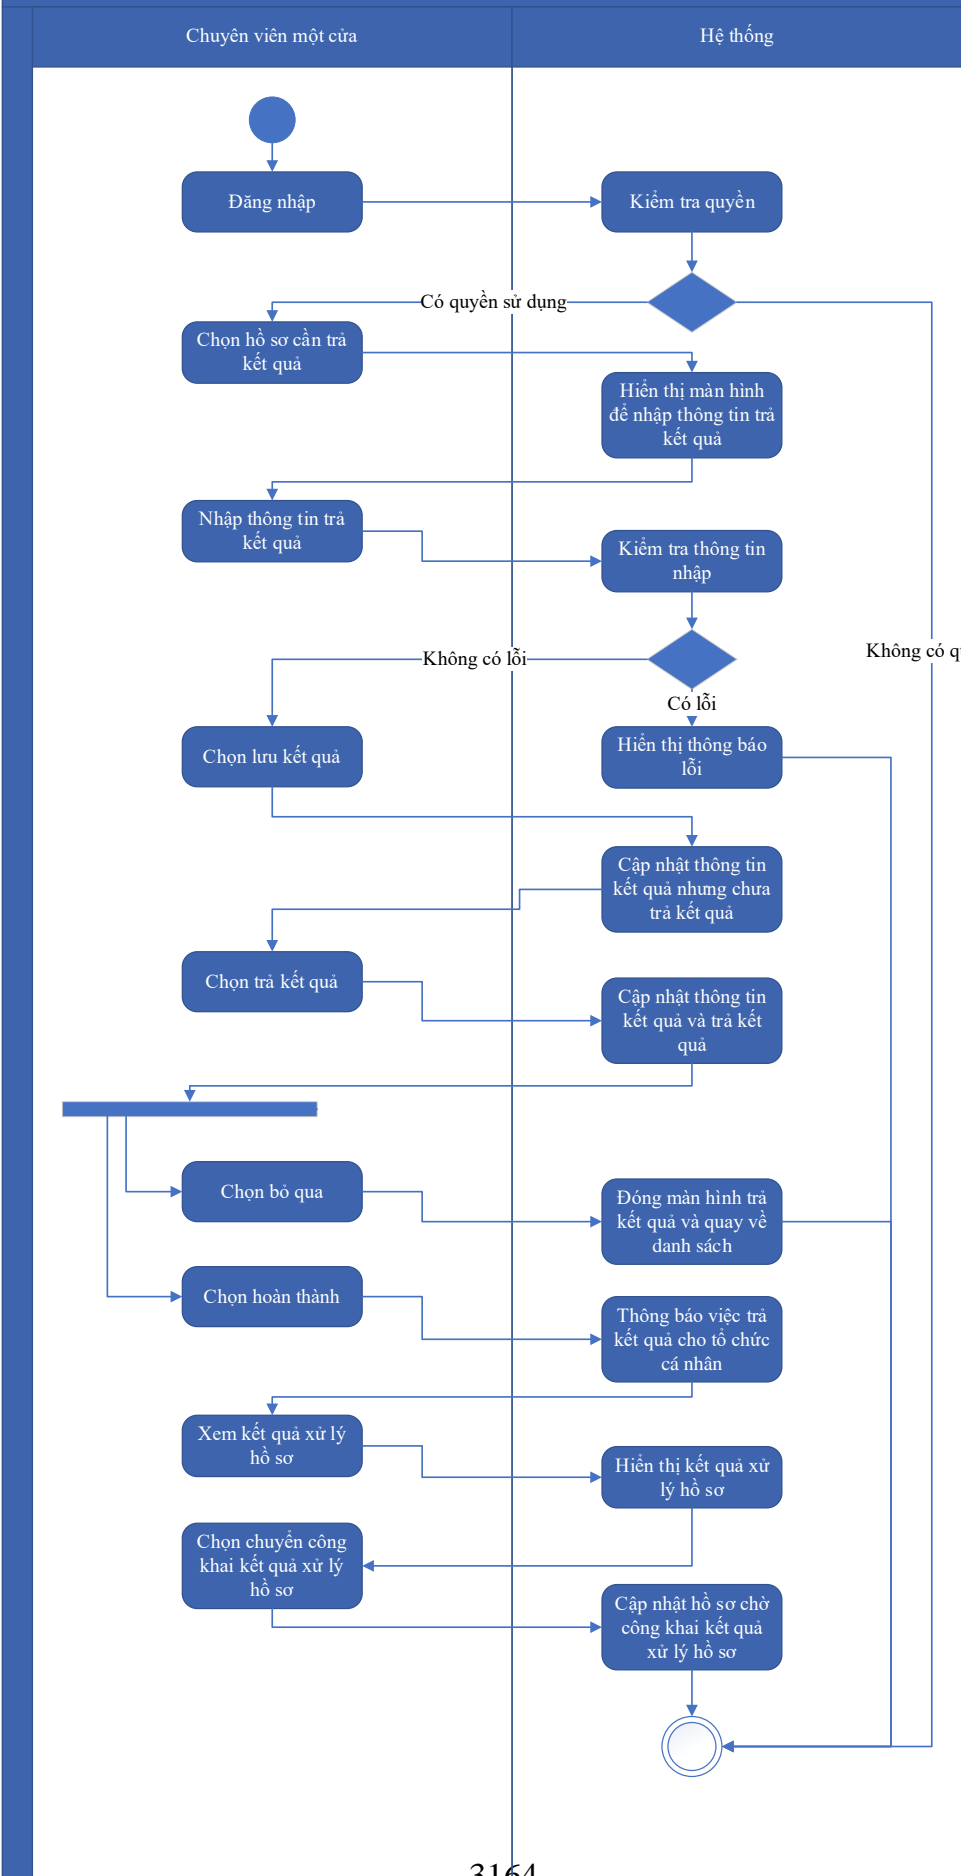 Chuyên viên một cửa
Hệ thống
Đăng nhập
Kiểm tra quyền
Có quyền sử dụng
Chọn hồ sơ cần trả
kết quả
Hiển thị màn hình
để nhập thông tin trả
kết quả
Nhập thông tin trả
kết quả
Kiểm tra thông tin
nhập
Không có lỗi
Không có
Có lỗi
Chọn lưu kết quả
Hiển thị thông báo
lỗi
Cập nhật thông tin
kết quả nhưng chưa
trả kết quả
Chọn trả kết quả
Cập nhật thông tin
kết quả và trả kết
quả
Chọn bỏ qua
Đóng màn hình trả
kết quả và quay về
danh sách
Chọn hoàn thành
Thông báo việc trả
kết quả cho tổ chức
cá nhân
Xem kết quả xử lý
hồ sơ
Hiển thị kết quả xử
lý hồ sơ
Chọn chuyển công
khai kết quả xử lý
hồ sơ
Cập nhật hồ sơ chờ
công khai kết quả
xử lý hồ sơ
3164